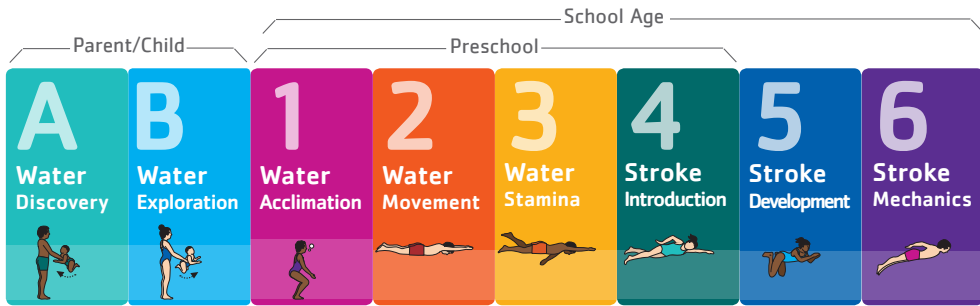 School Age
Parent/Child
Preschool
A
Water
Discovery
B
Water
Exploration
1
Water
Acclimation
2
Water
Movement
3
Water
Stamina
4
Stroke
Introduction
5
Stroke
Development
6
Stroke
Mechanics